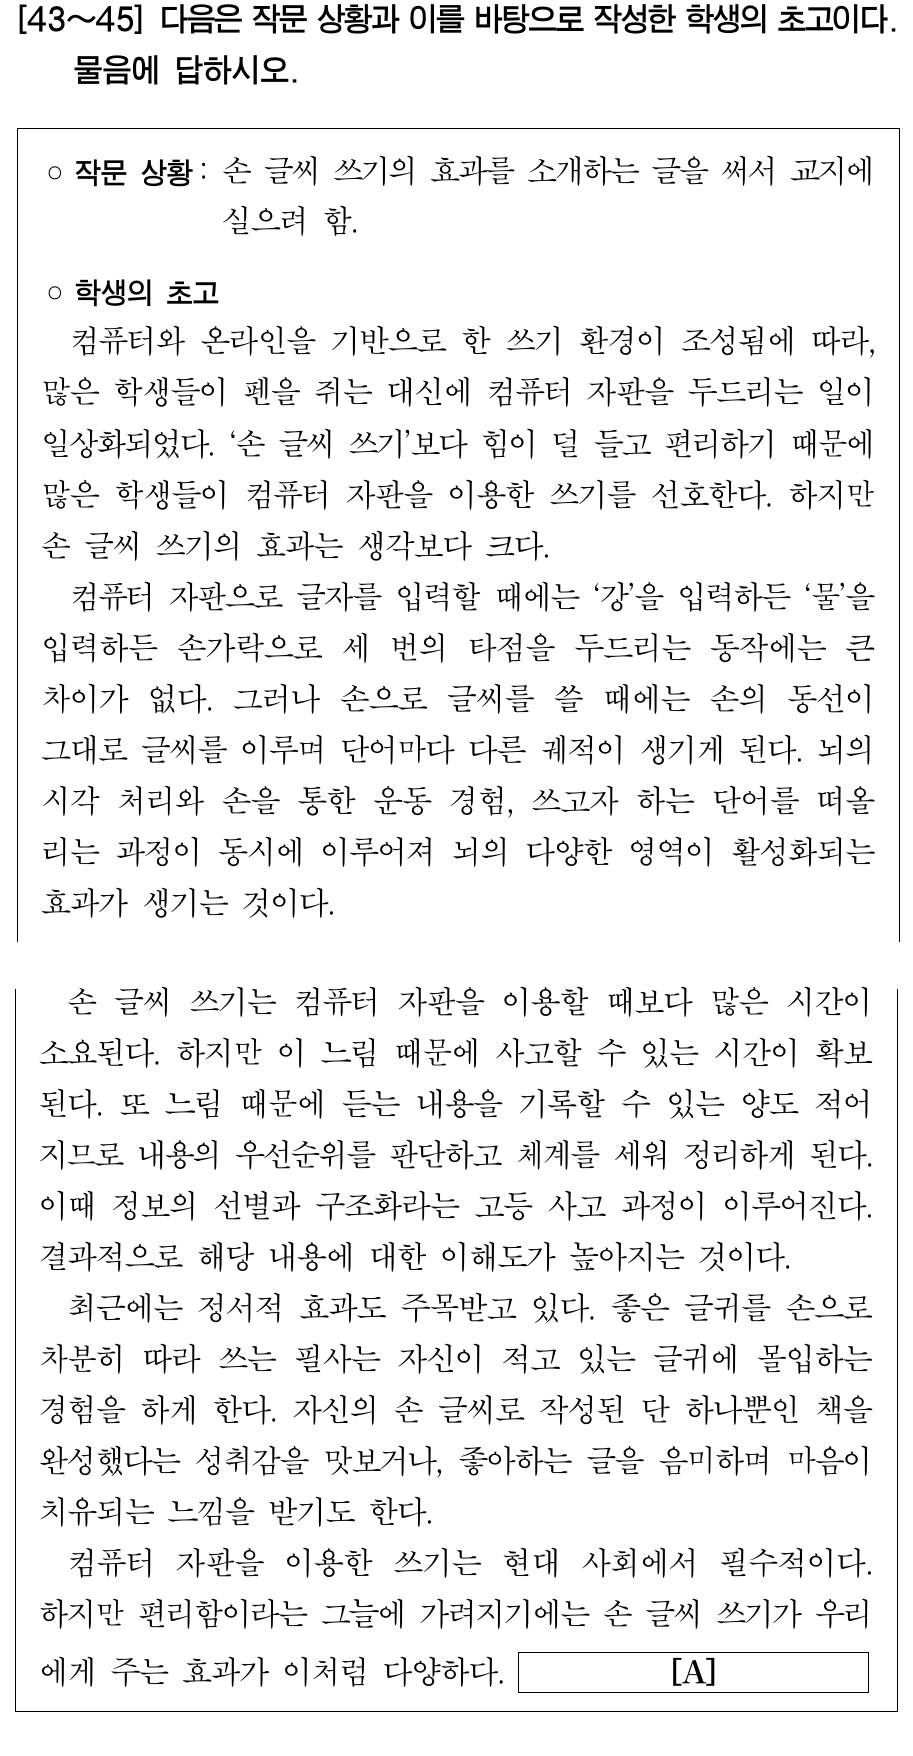 [43～45] 다음은 작문 상황과 이를 바탕으로 작성한 학생의 초고이다.
물음에 답하시오.
○ 작문 상황 : 손 글씨 쓰기의 효과를 소개하는 글을 써서 교지에
실으려 함.
○ 학생의 초고
컴퓨터와 온라인을 기반으로 한 쓰기 환경이 조성됨에 따라,
많은 학생들이 펜을 쥐는 대신에 컴퓨터 자판을 두드리는 일이
일상화되었다. ‘손 글씨 쓰기’보다 힘이 덜 들고 편리하기 때문에
많은 학생들이 컴퓨터 자판을 이용한 쓰기를 선호한다. 하지만
손 글씨 쓰기의 효과는 생각보다 크다.
컴퓨터 자판으로 글자를 입력할 때에는 ‘강’을 입력하든 ‘물’을
입력하든 손가락으로 세 번의 타점을 두드리는 동작에는 큰
차이가 없다. 그러나 손으로 글씨를 쓸 때에는 손의 동선이
그대로 글씨를 이루며 단어마다 다른 궤적이 생기게 된다. 뇌의
시각 처리와 손을 통한 운동 경험, 쓰고자 하는 단어를 떠올
리는 과정이 동시에 이루어져 뇌의 다양한 영역이 활성화되는
효과가 생기는 것이다.
손 글씨 쓰기는 컴퓨터 자판을 이용할 때보다 많은 시간이
소요된다. 하지만 이 느림 때문에 사고할 수 있는 시간이 확보
된다. 또 느림 때문에 듣는 내용을 기록할 수 있는 양도 적어
지므로 내용의 우선순위를 판단하고 체계를 세워 정리하게 된다.
이때 정보의 선별과 구조화라는 고등 사고 과정이 이루어진다.
결과적으로 해당 내용에 대한 이해도가 높아지는 것이다.
최근에는 정서적 효과도 주목받고 있다. 좋은 글귀를 손으로
차분히 따라 쓰는 필사는 자신이 적고 있는 글귀에 몰입하는
경험을 하게 한다. 자신의 손 글씨로 작성된 단 하나뿐인 책을
완성했다는 성취감을 맛보거나, 좋아하는 글을 음미하며 마음이
치유되는 느낌을 받기도 한다.
컴퓨터 자판을 이용한 쓰기는 현대 사회에서 필수적이다.
하지만 편리함이라는 그늘에 가려지기에는 손 글씨 쓰기가 우리
에게 주는 효과가 이처럼 다양하다. [A]